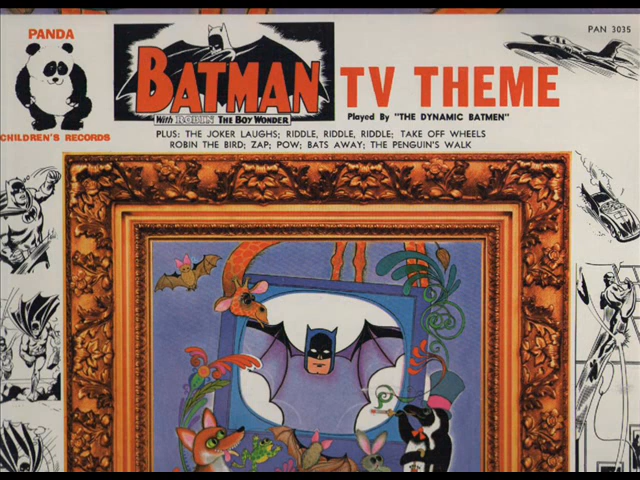 PANDA
CHILDREN'S RECORDS
PAN 3035
BATMAN
With ROBIN THE BOY WONDER
TV THEME
Played By "THE DYNAMIC BATMEN"
PLUS: THE JOKER LAUGHS; RIDDLE, RIDDLE, RIDDLE; TAKE OFF WHEELS
ROBIN THE BIRD; ZAP; POW; BATS AWAY; THE PENGUIN'S WALK